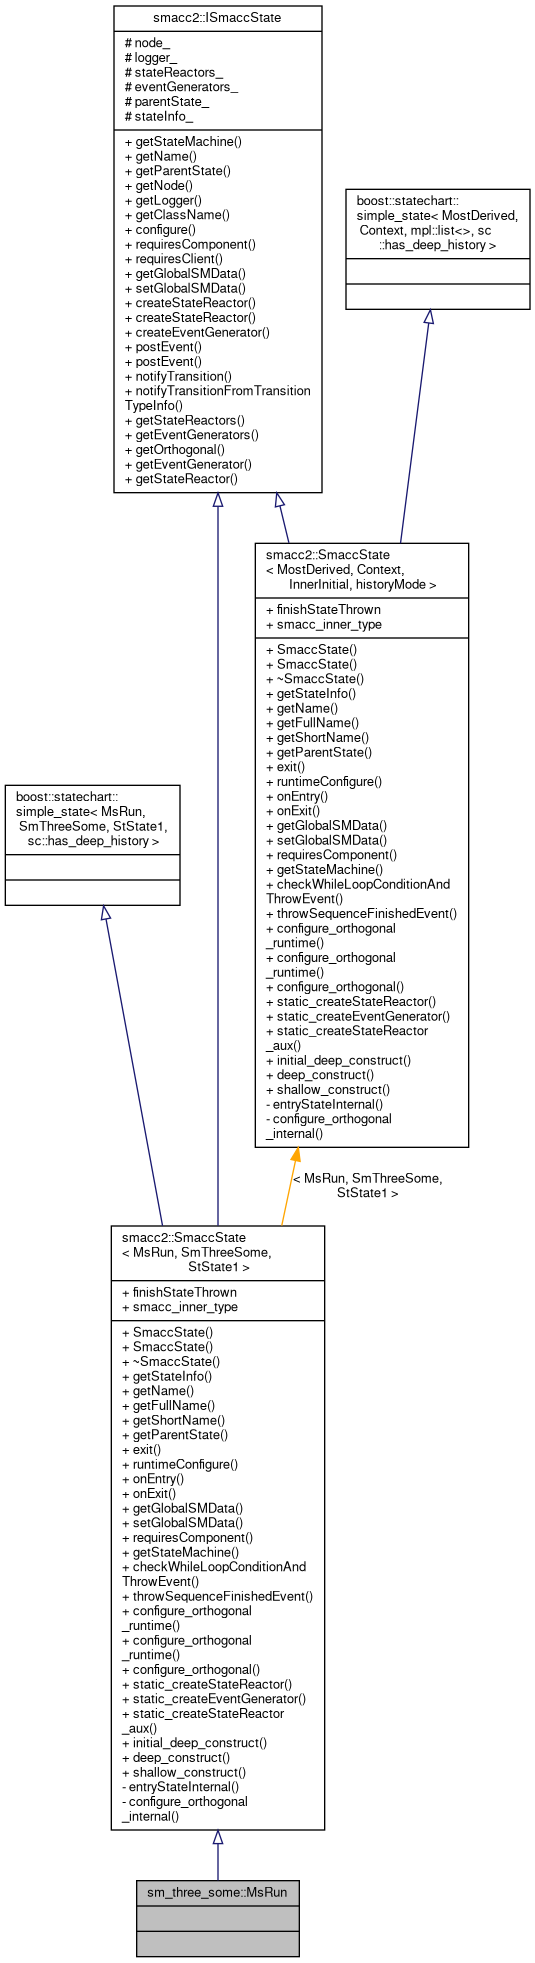 smacc2::ISmaccState
# node_
# logger_
# stateReactors_
# eventGenerators_
# parentState_
# stateInfo_
+ getStateMachine()
+ getName()
+ getParentState()
+ getNode()
+ getLogger()
+ getClassName()
+ configure()
+ requiresComponent()
+ requiresClient()
+ getGlobalSMData()
+ setGlobalSMData()
+ createStateReactor()
+ createStateReactor()
+ createEventGenerator()
+ postEvent()
+ postEvent()
+ notifyTransition()
+ notifyTransitionFromTransition
TypeInfo()
+ getStateReactors()
+ getEventGenerators()
+ getOrthogonal()
+ getEventGenerator()
+ getStateReactor()
boost::statechart::
simple_state< MostDerived,
Context, mpl::list<>, sc
::has_deep_history >
smacc2::SmaccState
< MostDerived, Context,
InnerInitial, historyMode >
+ finishStateThrown
+ smacc_inner_type
+ SmaccState()
+ SmaccState()
+ ~SmaccState()
+ getStateInfo()
+ getName()
+ getFullName()
+ getShortName()
+ getParentState()
+ exit()
+ runtimeConfigure()
+ onEntry()
+ onExit()
+ getGlobalSMData()
+ setGlobalSMData()
+ requiresComponent()
+ getStateMachine()
+ checkWhileLoopConditionAnd
ThrowEvent()
+ throwSequenceFinishedEvent()
+ configure_orthogonal
_runtime()
+ configure_orthogonal
_runtime()
+ configure_orthogonal()
+ static_createStateReactor()
+ static_createEventGenerator()
+ static_createStateReactor
_aux()
+ initial_deep_construct()
+ deep_construct()
+ shallow_construct()
- entryStateInternal()
- configure_orthogonal
_internal()
boost::statechart::
simple_state< MsRun,
SmThreeSome, StState1,
sc::has_deep_history >
< MsRun, SmThreeSome,
StState1 >
smacc2::SmaccState
< MsRun, SmThreeSome,
StState1 >
+ finishStateThrown
+ smacc_inner_type
+ SmaccState()
+ SmaccState()
+ ~SmaccState()
+ getStateInfo()
+ getName()
+ getFullName()
+ getShortName()
+ getParentState()
+ exit()
+ runtimeConfigure()
+ onEntry()
+ onExit()
+ getGlobalSMData()
+ setGlobalSMData()
+ requiresComponent()
+ getStateMachine()
+ checkWhileLoopConditionAnd
ThrowEvent()
+ throwSequenceFinishedEvent()
+ configure_orthogonal
_runtime()
+ configure_orthogonal
_runtime()
+ configure_orthogonal()
+ static_createStateReactor()
+ static_createEventGenerator()
+ static_createStateReactor
_aux()
+ initial_deep_construct()
+ deep_construct()
+ shallow_construct()
- entryStateInternal()
- configure_orthogonal
_internal()
sm_three_some::MsRun